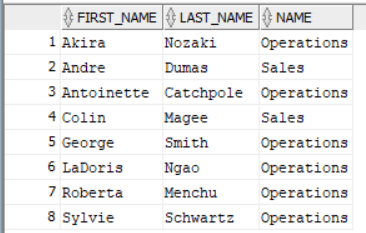 FIRST_NAME LAST_NAME NAME
1 Akira Nozaki Operations
2 Andre Dumas Sales
3 Antoinette Catchpole Operations
4 Colin Magee Sales
5 George Smith Operations
6 LaDoris Ngao Operations
7 Roberta Menchu Operations
8 Sylvie Schwartz Operations